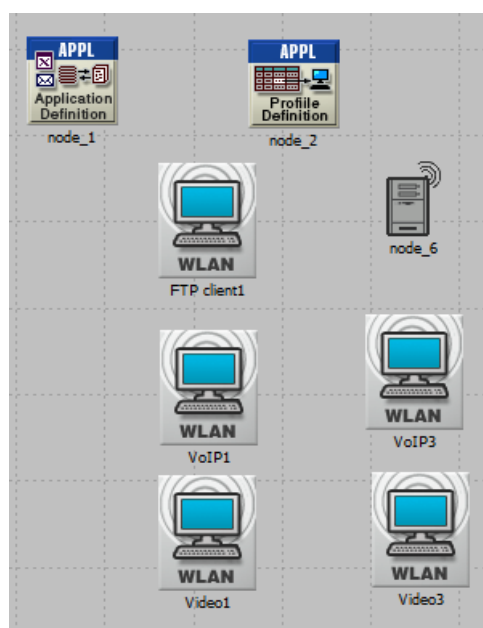 APPL
Application
Definition
node_1
APPL
Profiile
Definition
node_2
WLAN
FTP client1
node_6
WLAN
VoIP1
WLAN
VoIP3
WLAN
Video1
WLAN
Video3